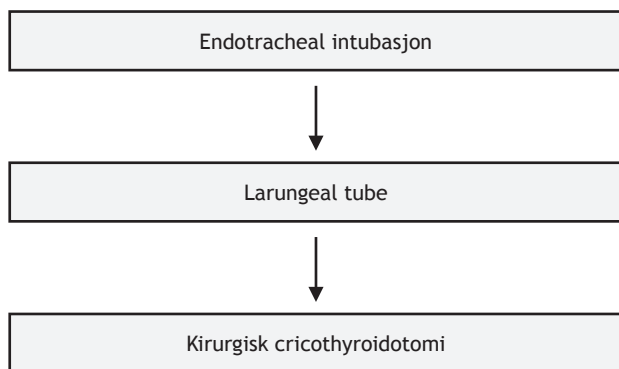 Endotracheal intubasjon
Larungeal tube
Kirurgisk cricothyroidotomi